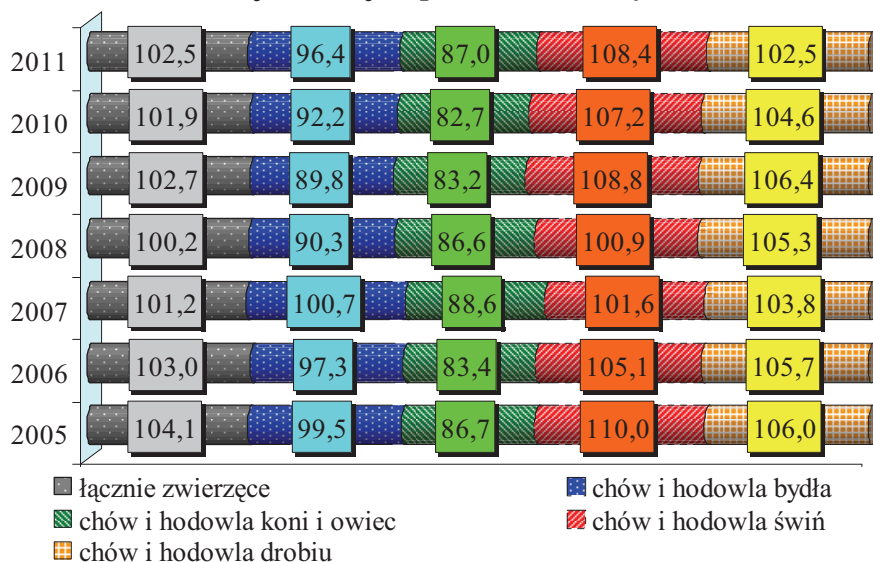 2011 102,5 96,4 87,0 108,4 102,5
2010 101,9 92,2 82,7 107,2 104,6
2009 102,7 89,8 83,2 108,8 106,4
2008 100,2 90,3 86,6 100,9 105,3
2007 101,2 100,7 88,6 101,6 103,8
2006 103,0 97,3 83,4 105,1 105,7
2005 104,1 99,5 86,7 110,0 106,0
łącznie zwierzęce chów i hodowla bydła
chów i hodowla koni i owiec chów i hodowla świń
chów i hodowla drobiu